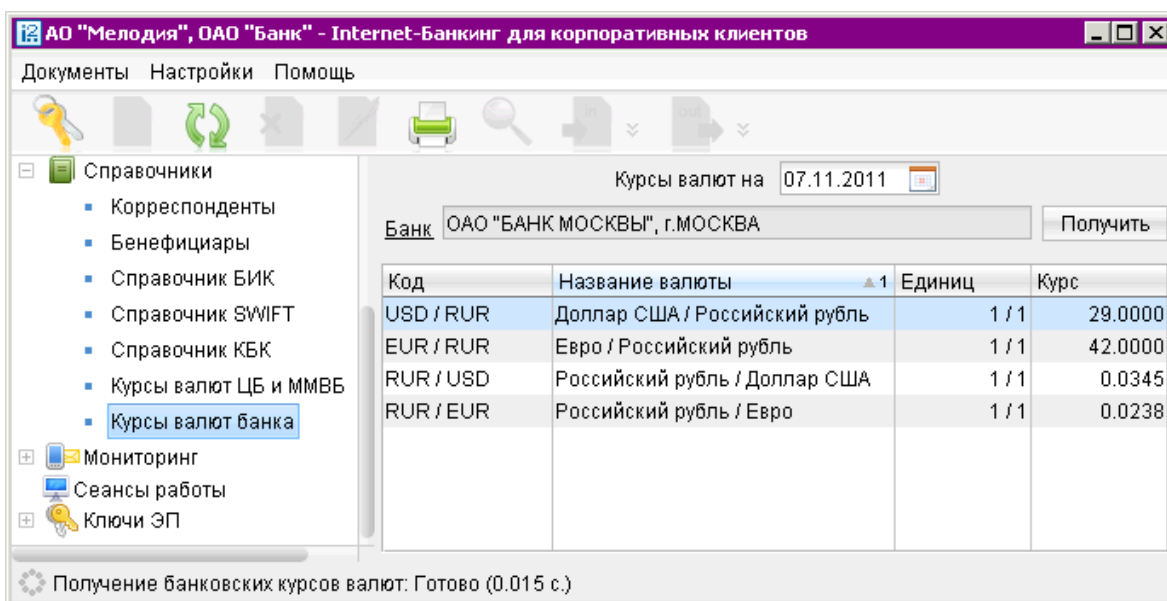 АО "Мелодия", ОАО "Банк" - Internet-Банкинг для корпоративных клиентов
Документы Настройки Помощь
in out
Справочники
Корреспонденты
Бенефициары
Справочник БИК
Справочник SWIFT
Справочник КБК
Курсы валют ЦБ и ММВБ
Курсы валют банка
Мониторинг
Сеансы работы
Ключи ЭП
Курсы валют на 07.11.2011
Банк ОАО "БАНК МОСКВЫ", г.МОСКВА Получить
Код Название валюты 1 Единиц Курс
USD / RUR Доллар США / Российский рубль 1 / 1 29.0000
EUR / RUR Евро / Российский рубль 1 / 1 42.0000
RUR / USD Российский рубль / Доллар США 1 / 1 0.0345
RUR / EUR Российский рубль / Евро 1 / 1 0.0238
Получение банковских курсов валют: Готово (0.015 с.)